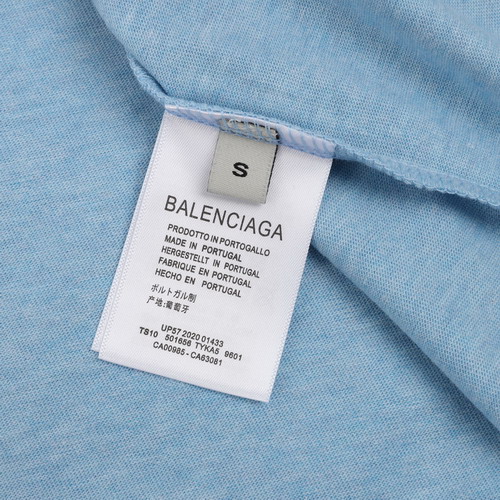 S
BALENCIAGA
PRODOTTO IN PORTOGALLO
MADE IN PORTUGAL
HERGESTELLT IN PORTUGAL
FABRIQUE EN PORTUGAL
HECHO EN PORTUGAL
ポルトガル制
产地:葡萄牙
UP57 2020 01433
TS10 501656 TYKA5 9601
CA00985-CA63081